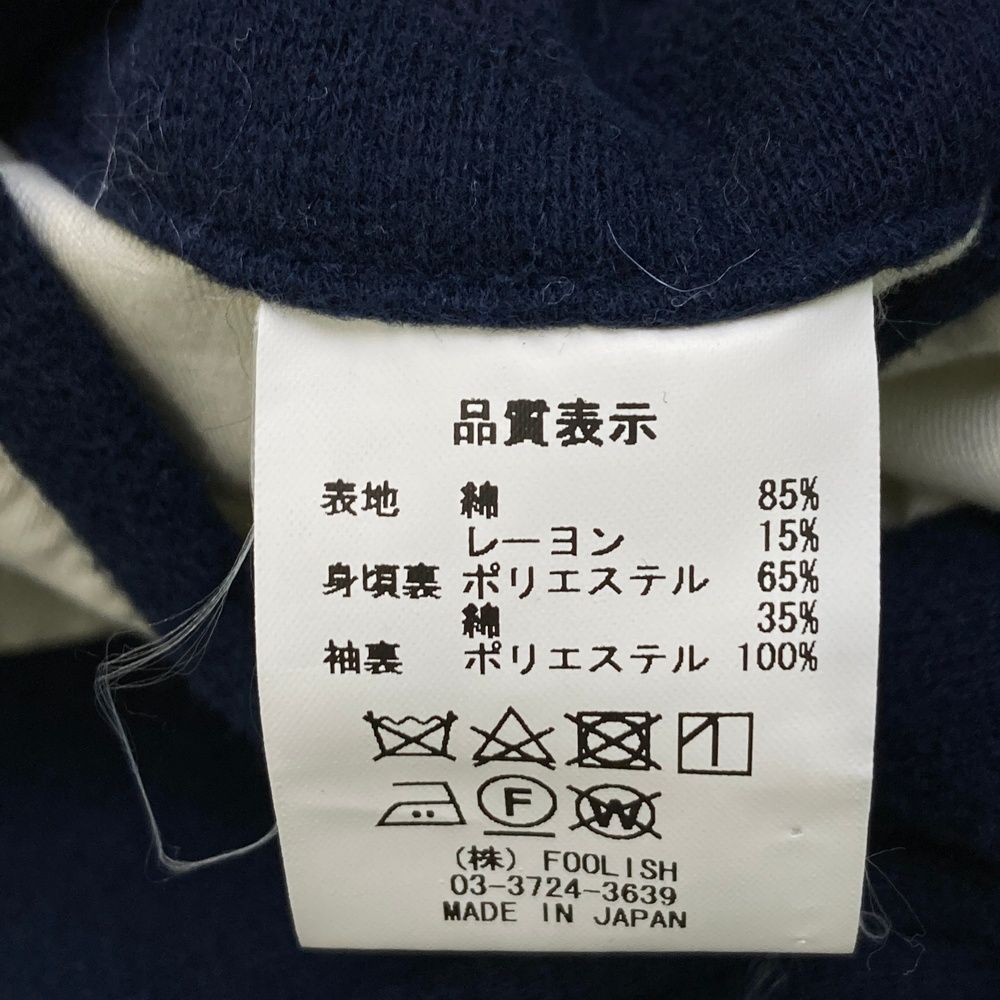 品質表示
表地 綿 85%
レーヨン 15%
身頃裏 ポリエステル 65%
綿 35%
袖裏 ポリエステル 100%
F W
(株) FOOLISH
03-3724-3639
MADE IN JAPAN